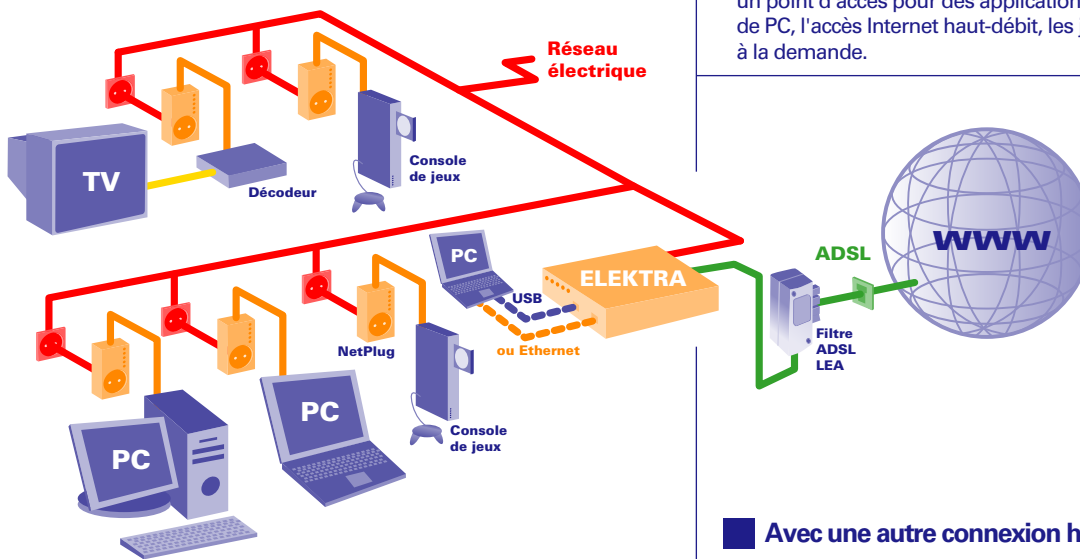 un point d'accès pour des application
de PC, l'accès Internet haut-débit, les j
à la demande.
Réseau
électrique
TV
Décodeur
Console
de jeux
www
ADSL
PC
ELEKTRA
USB
ou Ethernet
NetPlug
Filtre
ADSL
LEA
PC
PC
Console
de jeux
Avec une autre connexion h